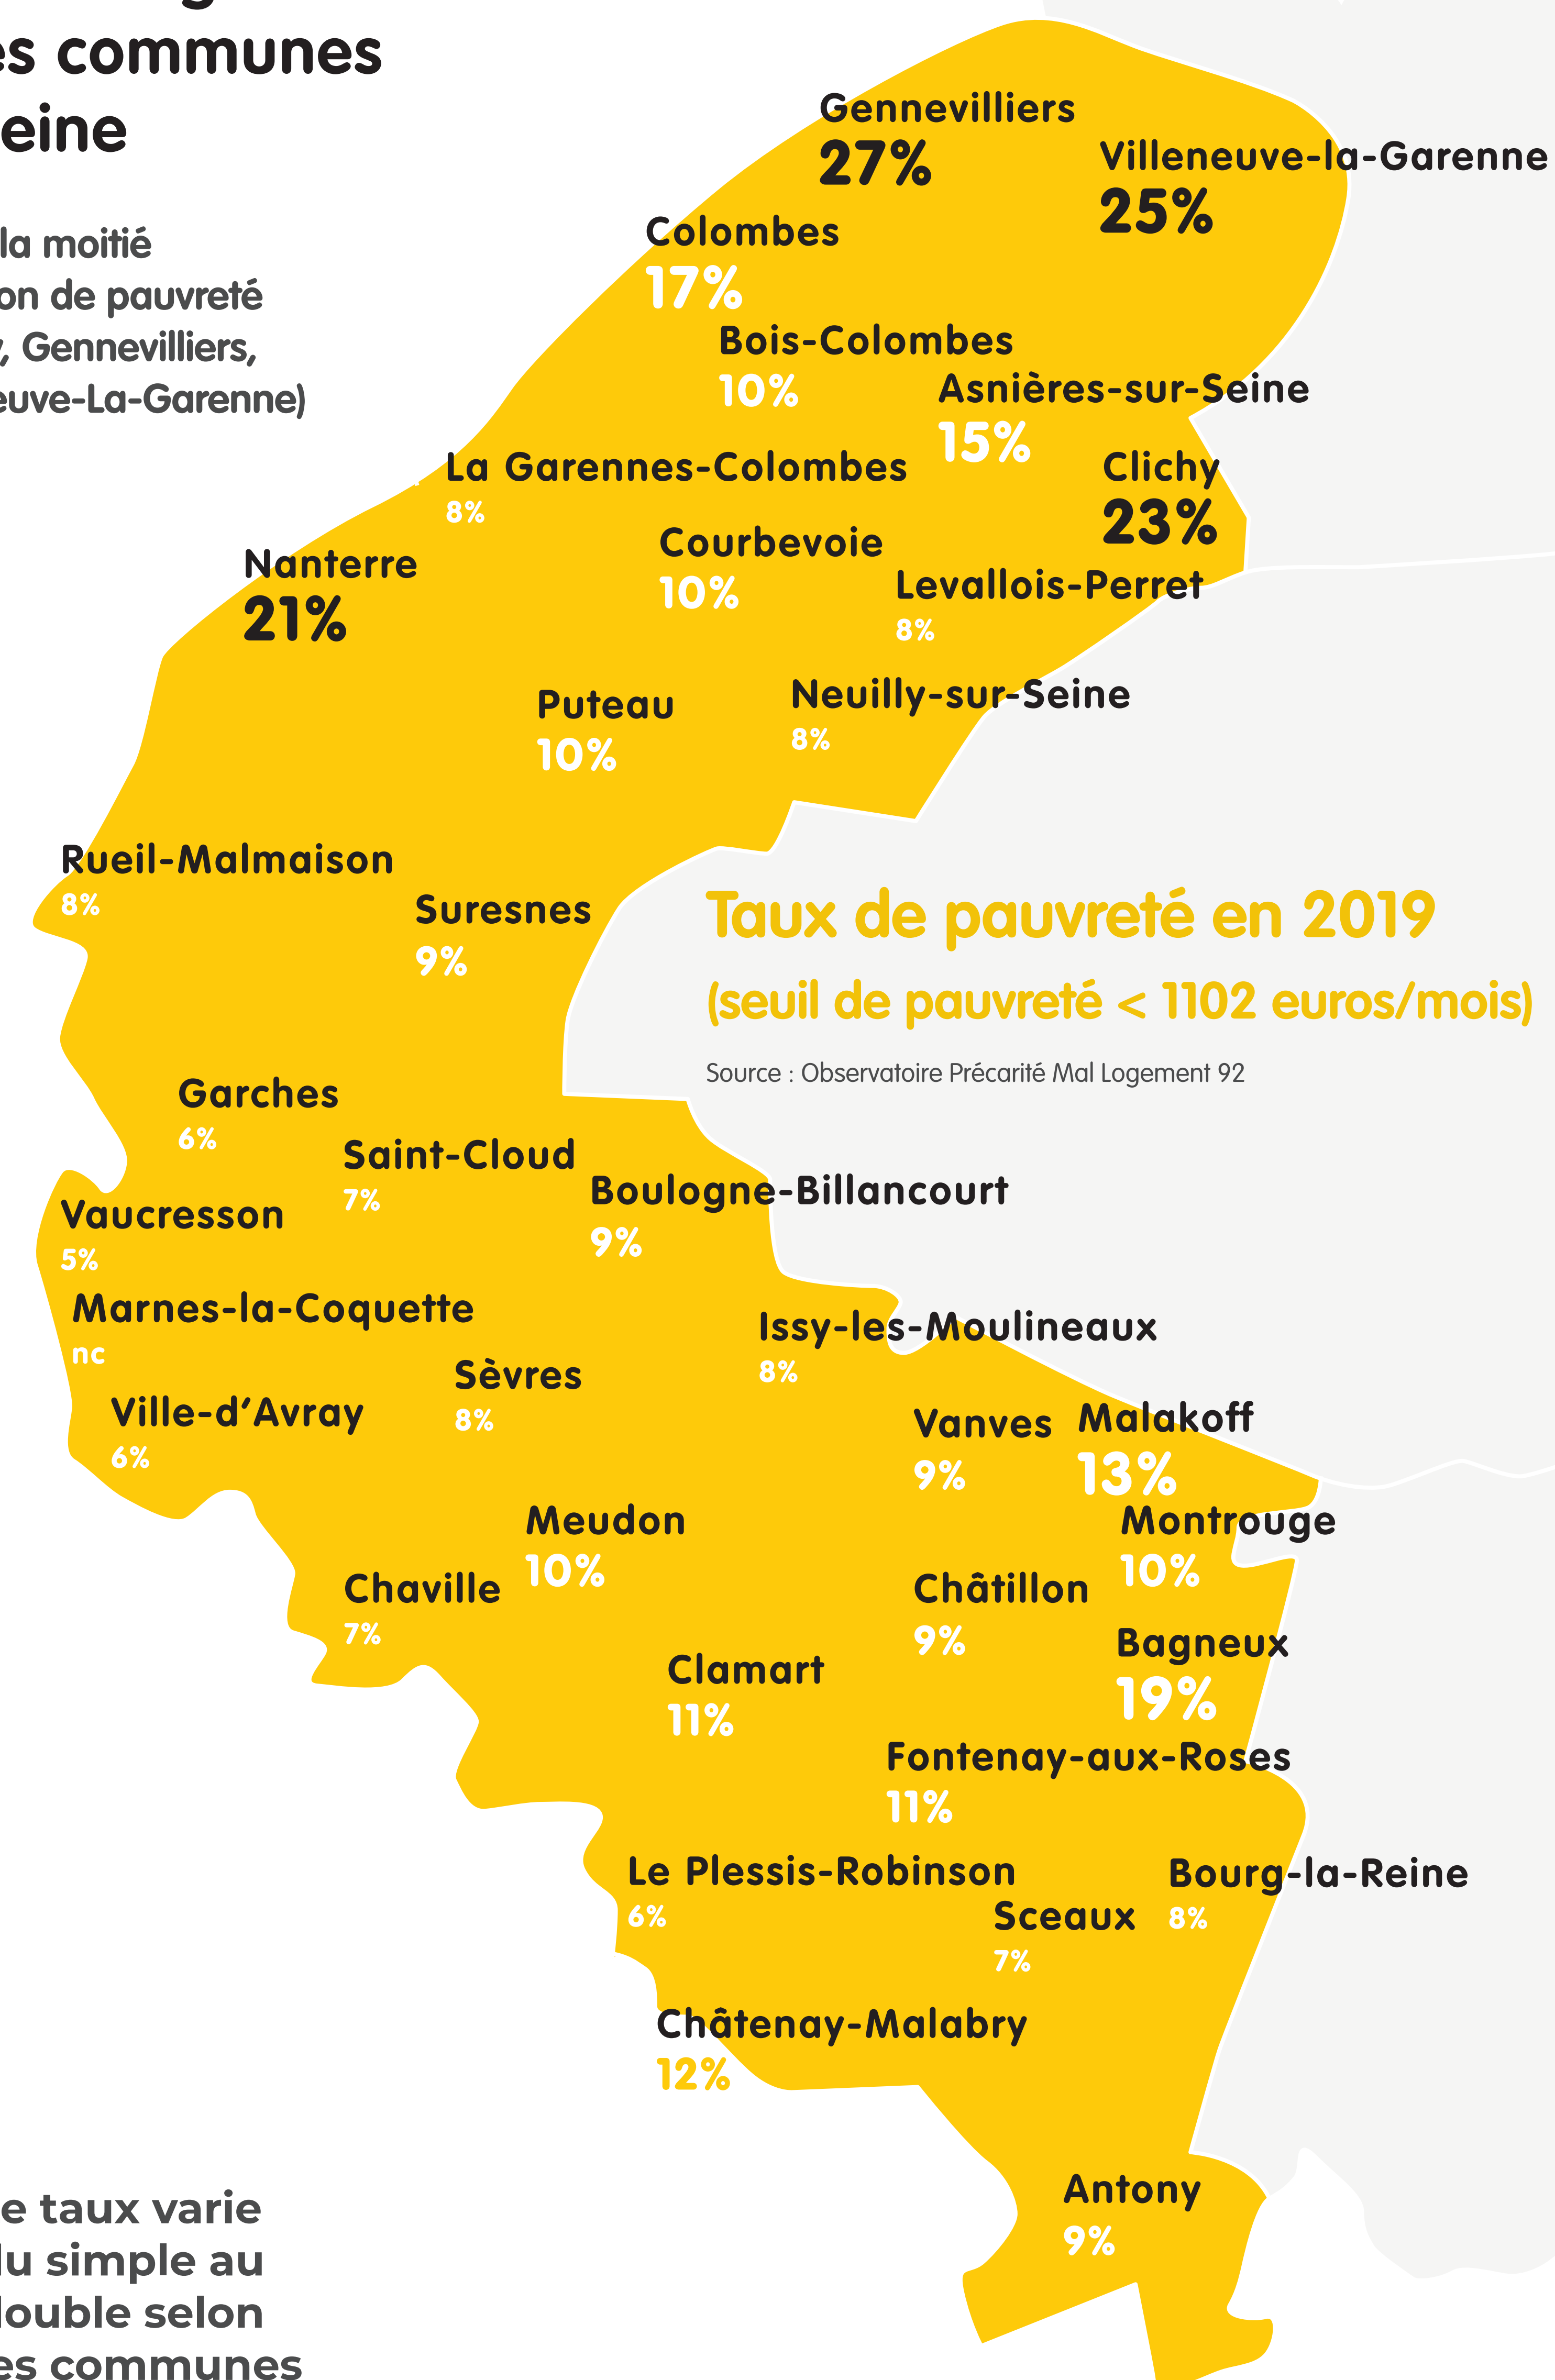 es communes
eine
la moitié
on de pauvreté
, Gennevilliers,
euve-La-Garenne)
Gennevilliers
27%
Villeneuve-la-Garenne
25%
Colombes
17%
Bois-Colombes
10%
Asnières-sur-Seine
15%
La Garennes-Colombes
8%
Clichy
23%
Courbevoie
10%
Nanterre
21%
Levallois-Perret
8%
Puteau
10%
Neuilly-sur-Seine
8%
Rueil-Malmaison
8%
Suresnes
9%
Taux de pauvreté en 2019
(seuil de pauvreté < 1102 euros/mois)
Source : Observatoire Précarité Mal Logement 92
Garches
6%
Saint-Cloud
7%
Boulogne-Billancourt
9%
Vaucresson
5%
Marnes-la-Coquette
nc
Issy-les-Moulineaux
8%
Sèvres
8%
Ville-d’Avray
6%
Vanves
9%
Malakoff
13%
Meudon
10%
Montrouge
10%
Chaville
7%
Châtillon
9%
Bagneux
19%
Clamart
11%
Fontenay-aux-Roses
11%
Le Plessis-Robinson
6%
Bourg-la-Reine
8%
Sceaux
7%
Châtenay-Malabry
12%
Antony
9%
e taux varie
du simple au
double selon
es communes